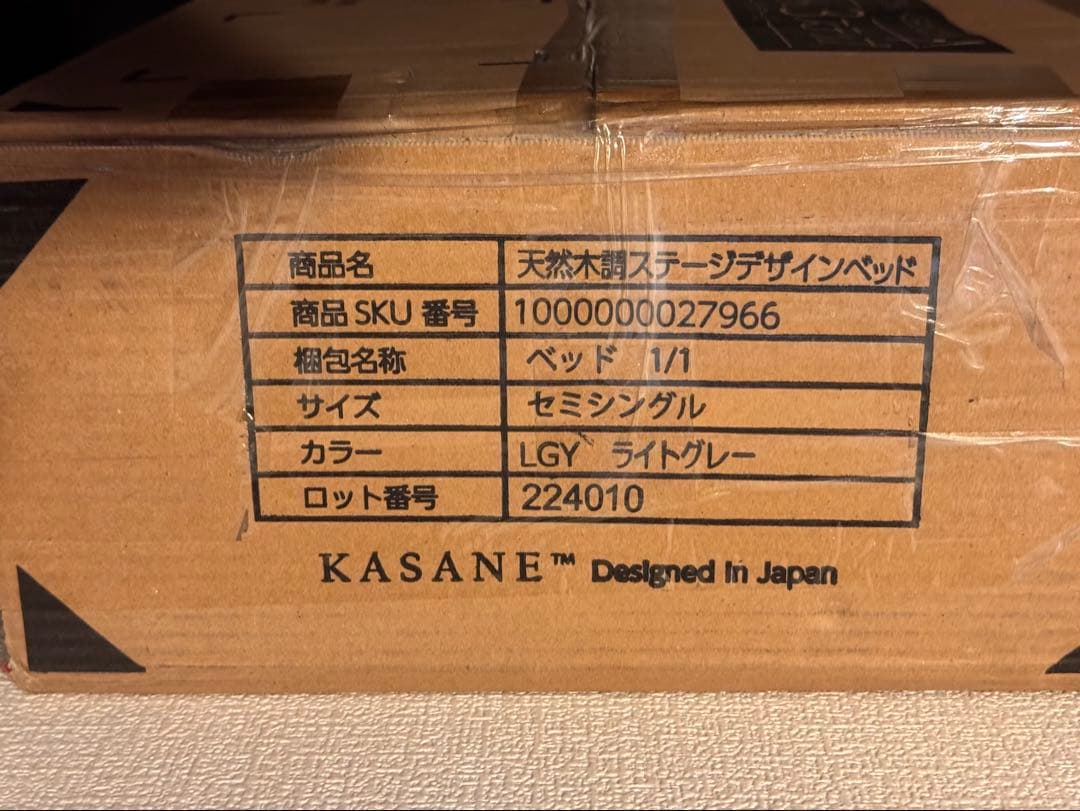 商品名 天然木調ステージデザインベッド
商品 SKU 番号 1000000027966
梱包名称 ベッド 1/1
サイズ セミシングル
カラー LGY ライトグレー
ロット番号 224010
KASANE™ Designed in Japan